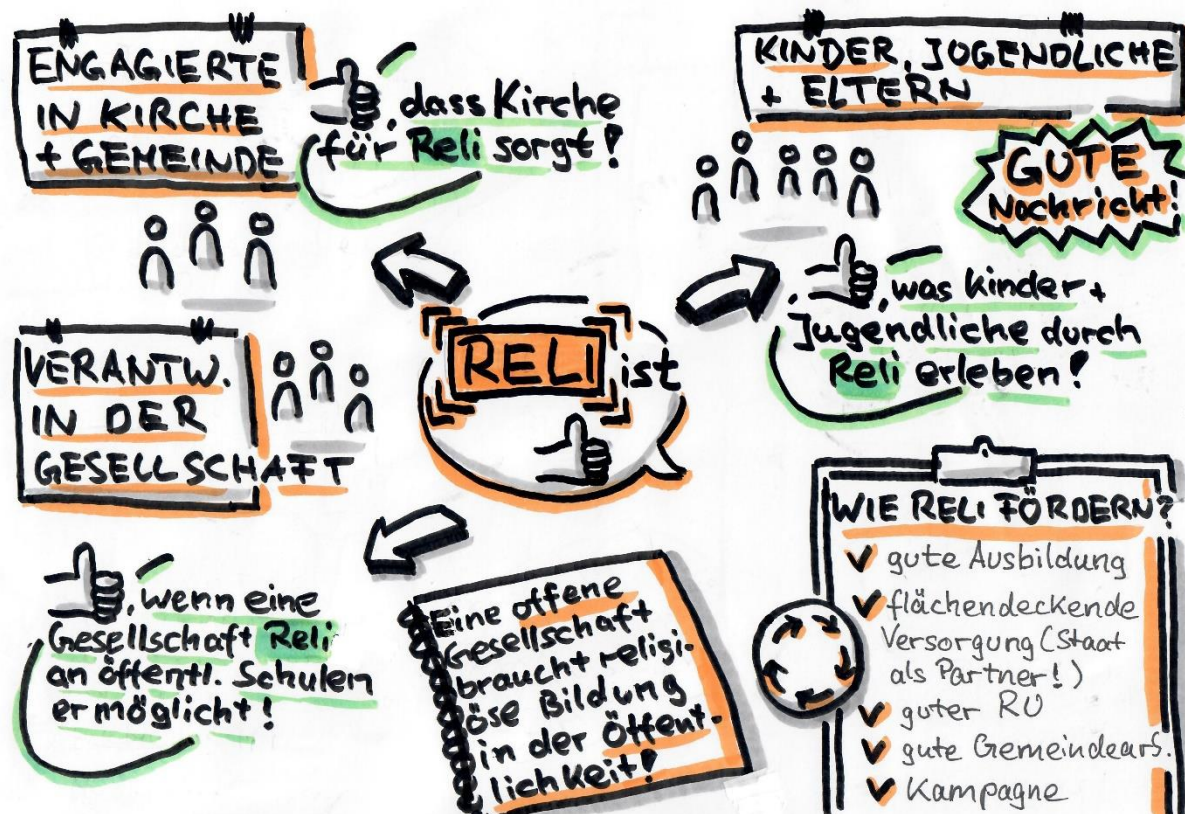 ENGAGIERTE
IN KIRCHE
+ GEMEINDE
, dass Kirche
für Reli sorgt!
KINDER, JUGENDLICHE
+ ELTERN
GUTE
Nachricht!
, was Kinder +
Jugendliche durch
Reli erleben!
RELI ist
VERANTW.
IN DER
GESELLSCHAFT
, wenn eine
Gesellschaft Reli
an öffentl. Schulen
ermöglicht!
Eine offene
Gesellschaft
braucht religi-
öse Bildung
in der Öffent-
lichkeit!
WIE RELI FÖRDERN?
gute Ausbildung
flächendeckende
Versorgung (Staat
als Partner!)
guter RU
gute Gemeindearb.
Kampagne